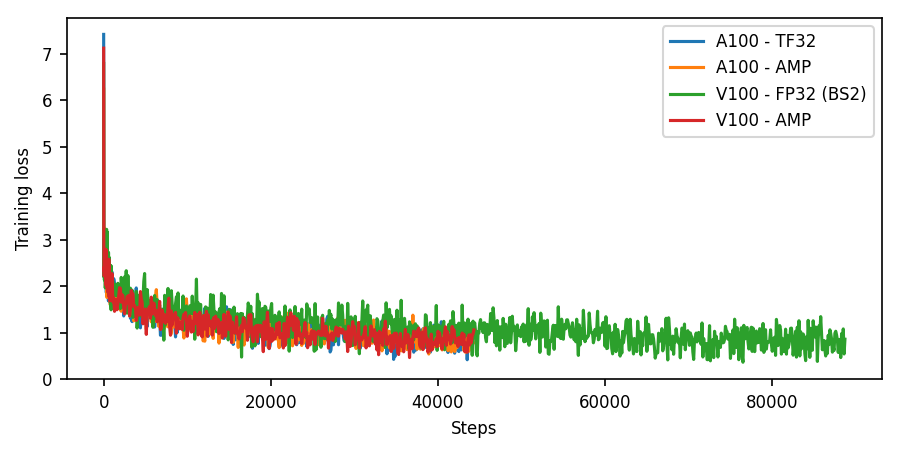 7
6
5
4
3
2
1
0
Training loss
A100 - TF32
A100 - AMP
V100 - FP32 (BS2)
V100 - AMP
0 20000 40000 60000 80000
Steps